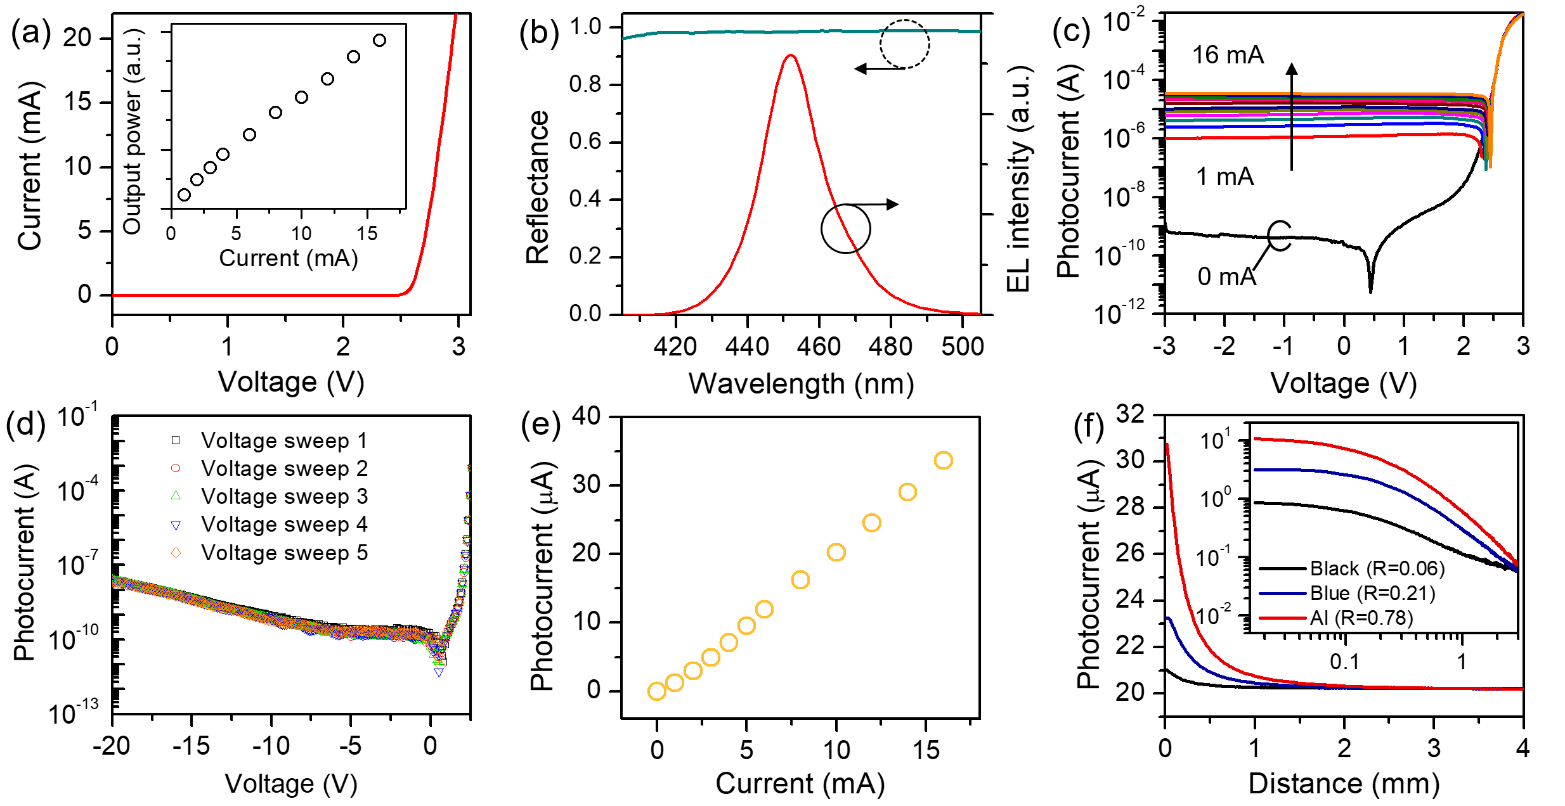 (a)
20
15
10
5
0
Current (mA)
0 1 2 3
Voltage (V)
Output power (a.u.)
0 5 10 15
Current (mA)
(b)
1.0
0.8
0.6
0.4
0.2
0.0
Reflectance
EL intensity (a.u.)
420 440 460 480 500
Wavelength (nm)
(c)
10-2
10-4
10-6
10-8
10-10
10-12
Photocurrent (A)
16 mA
1 mA
0 mA
-3 -2 -1 0 1 2 3
Voltage (V)
(d)
10-1
10-4
10-7
10-10
10-13
Photocurrent (A)
Voltage sweep 1
Voltage sweep 2
Voltage sweep 3
Voltage sweep 4
Voltage sweep 5
-20 -15 -10 -5 0
Voltage (V)
(e)
40
30
20
10
0
Photocurrent (μA)
0 5 10 15
Current (mA)
(f)
32
30
28
26
24
22
20
Photocurrent (μA)
101
100
10-1
10-2
Black (R=0.06)
Blue (R=0.21)
Al (R=0.78)
0.1 1
0 1 2 3 4
Distance (mm)